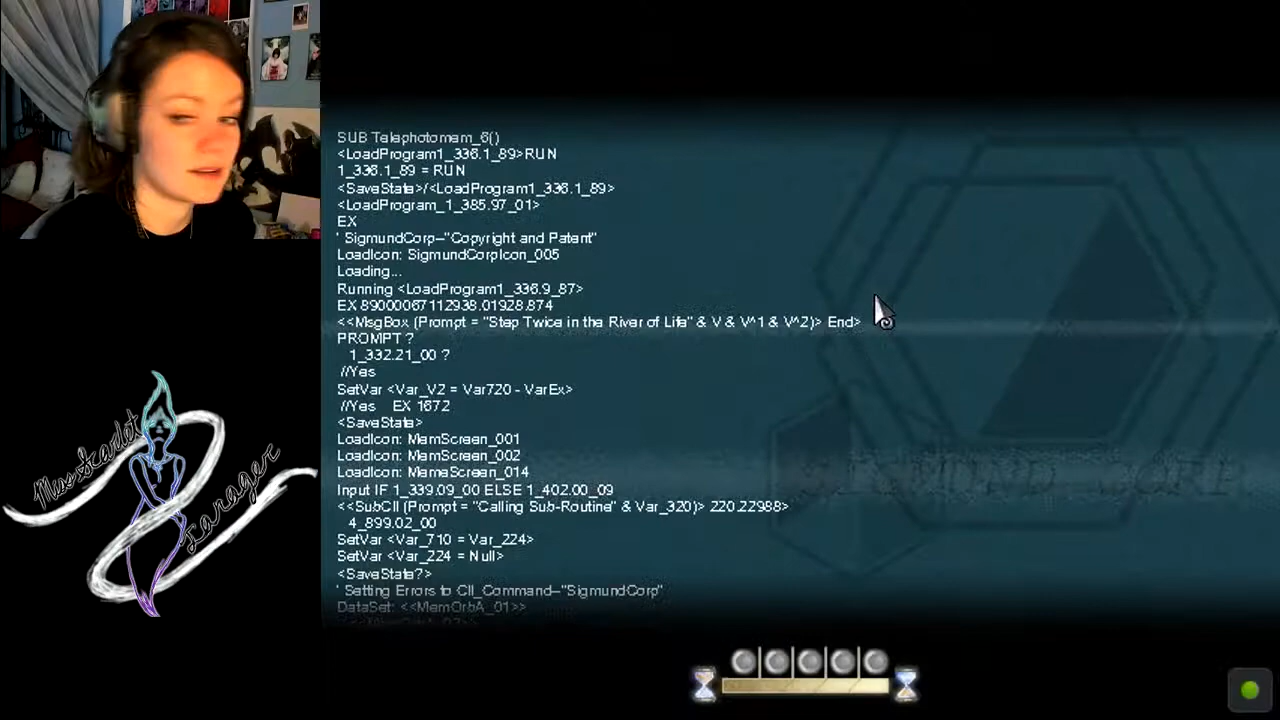 SUB Telephotomem_6()
<LoadProgram1_336.1_89>RUN
1_336.1_89 = RUN
<SaveState>/<LoadProgram1_336.1_89>
<LoadProgram_1_385.97_01>
EX
' SigmundCorp--"Copyright and Patent"
LoadIcon: SigmundCorpIcon_005
Loading...
Running <LoadProgram1_336.9_87>
EX 89000067112938.01928.874
<<MsgBox (Prompt = "Step Twice in the River of Life" & V & V^1 & V^2)> End>
PROMPT ?
1_332.21_00 ?
//Yes
SetVar <Var_V2 = Var720 - VarEx>
//Yes EX 1672
<SaveState>
LoadIcon: MemScreen_001
LoadIcon: MemScreen_002
LoadIcon: MemeScreen_014
Input IF 1_339.09_00 ELSE 1_402.00_09
<<SubCll (Prompt = "Calling Sub-Routine" & Var_320)> 220.22988>
4_899.02_00
SetVar <Var_710 = Var_224>
SetVar <Var_224 = Null>
<SaveState?>
' Setting Errors to Cll_Command--"SigmundCorp"
DataSet: <<MemOrbA_01>>
Miss Scarlet